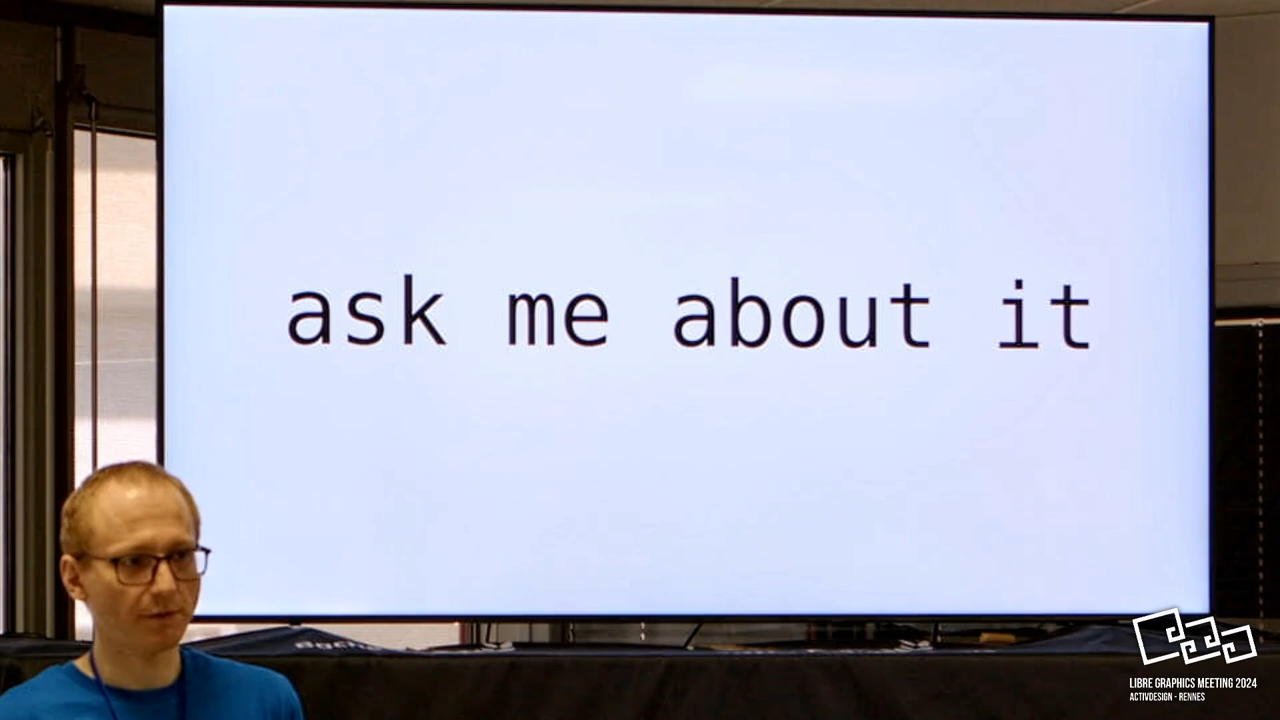 ask me about it
LIBRE GRAPHICS MEETING 2024
ACTIVDESIGN - RENNES